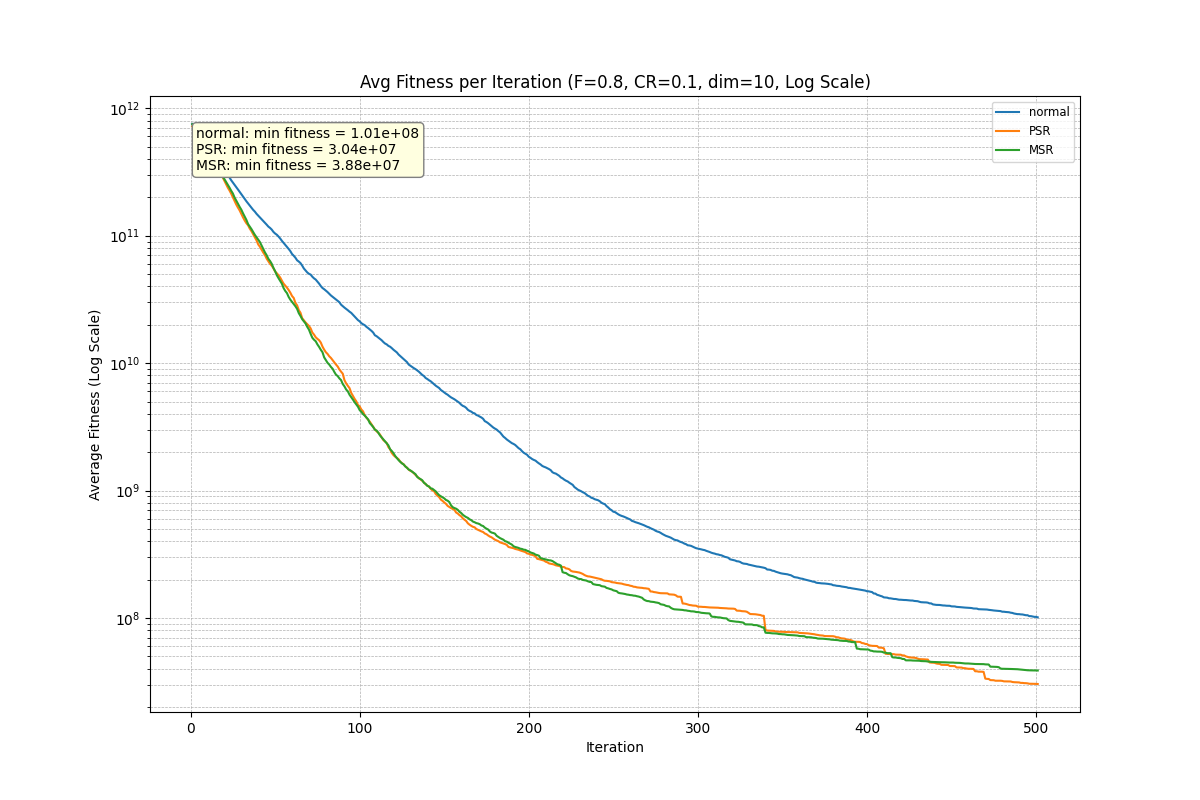 Avg Fitness per Iteration (F=0.8, CR=0.1, dim=10, Log Scale)
normal: min fitness = 1.01e+08
PSR: min fitness = 3.04e+07
MSR: min fitness = 3.88e+07
normal
PSR
MSR
Average Fitness (Log Scale)
10¹²
10¹¹
10¹⁰
10⁹
10⁸
0 100 200 300 400 500
Iteration